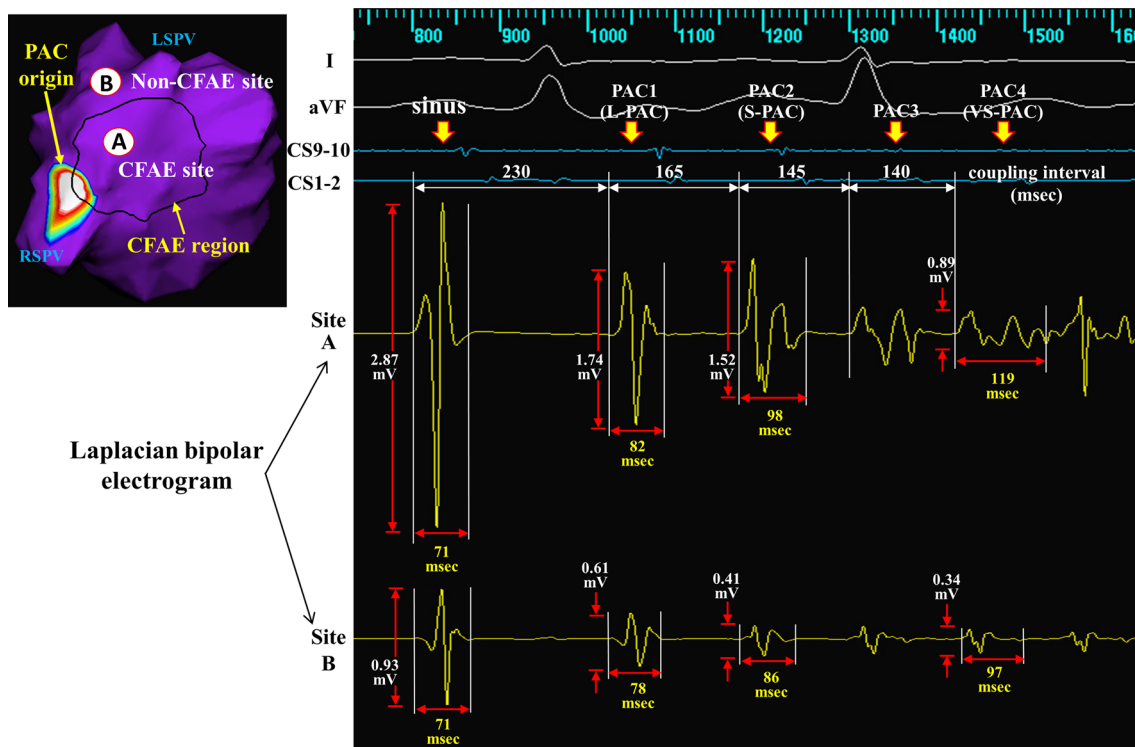 LSPV
PAC
origin
B
Non-CFAE site
A
CFAE site
RSPV
CFAE region
800 900 1000 1100 1200 1300 1400 1500 1600
I
aVF
sinus
PAC1
(L-PAC)
PAC2
(S-PAC)
PAC3
PAC4
(VS-PAC)
CS9-10
CS1-2
230 165 145 140 coupling interval
(msec)
Site
A
2.87
mV
71
msec
1.74
mV
82
msec
1.52
mV
98
msec
0.89
mV
119
msec
Laplacian bipolar
electrogram
Site
B
0.93
mV
71
msec
0.61
mV
78
msec
0.41
mV
86
msec
0.34
mV
97
msec